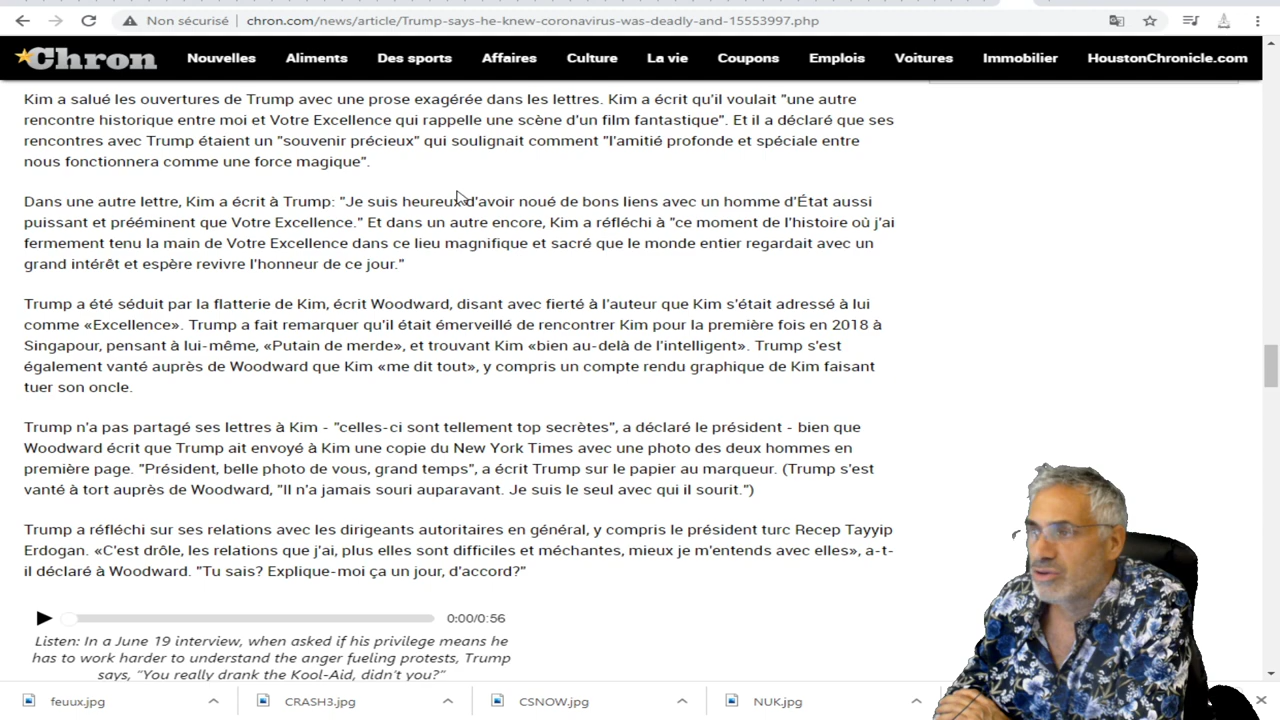 Non sécurisé
chron.com/news/article/Trump-says-he-knew-coronavirus-was-deadly-and-15553997.php
Chron Nouvelles Aliments Des sports Affaires Culture La vie Coupons Emplois Voitures Immobilier HoustonChronicle.com
Kim a salué les ouvertures de Trump avec une prose exagérée dans les lettres. Kim a écrit qu'il voulait "une autre
rencontre historique entre moi et Votre Excellence qui rappelle une scène d'un film fantastique". Et il a déclaré que ses
rencontres avec Trump étaient un "souvenir précieux" qui soulignait comment "l'amitié profonde et spéciale entre
nous fonctionnera comme une force magique".
Dans une autre lettre, Kim a écrit à Trump: "Je suis heureux d'avoir noué de bons liens avec un homme d'État aussi
puissant et prééminent que Votre Excellence." Et dans un autre encore, Kim a réfléchi à "ce moment de l'histoire où j'ai
fermement tenu la main de Votre Excellence dans ce lieu magnifique et sacré que le monde entier regardait avec un
grand intérêt et espère revivre l'honneur de ce jour."
Trump a été séduit par la flatterie de Kim, écrit Woodward, disant avec fierté à l'auteur que Kim s'était adressé à lui
comme «Excellence». Trump a fait remarquer qu'il était émerveillé de rencontrer Kim pour la première fois en 2018 à
Singapour, pensant à lui-même, «Putain de merde», et trouvant Kim «bien au-delà de l'intelligent». Trump s'est
également vanté auprès de Woodward que Kim «me dit tout», y compris un compte rendu graphique de Kim faisant
tuer son oncle.
Trump n'a pas partagé ses lettres à Kim - "celles-ci sont tellement top secrètes", a déclaré le président - bien que
Woodward écrit que Trump ait envoyé à Kim une copie du New York Times avec une photo des deux hommes en
première page. "Président, belle photo de vous, grand temps", a écrit Trump sur le papier au marqueur. (Trump s'est
vanté à tort auprès de Woodward, "Il n'a jamais souri auparavant. Je suis le seul avec qui il sourit.")
Trump a réfléchi sur ses relations avec les dirigeants autoritaires en général, y compris le président turc Recep Tayyip
Erdogan. «C'est drôle, les relations que j'ai, plus elles sont difficiles et méchantes, mieux je m'entends avec elles», a-t-
il déclaré à Woodward. "Tu sais? Explique-moi ça un jour, d'accord?"
0:00/0:56
Listen: In a June 19 interview, when asked if his privilege means he
has to work harder to understand the anger fueling protests, Trump
says, "You really drank the Kool-Aid, didn't you?"
feuux.jpg CRASH3.jpg CSNOW.jpg NUK.jpg